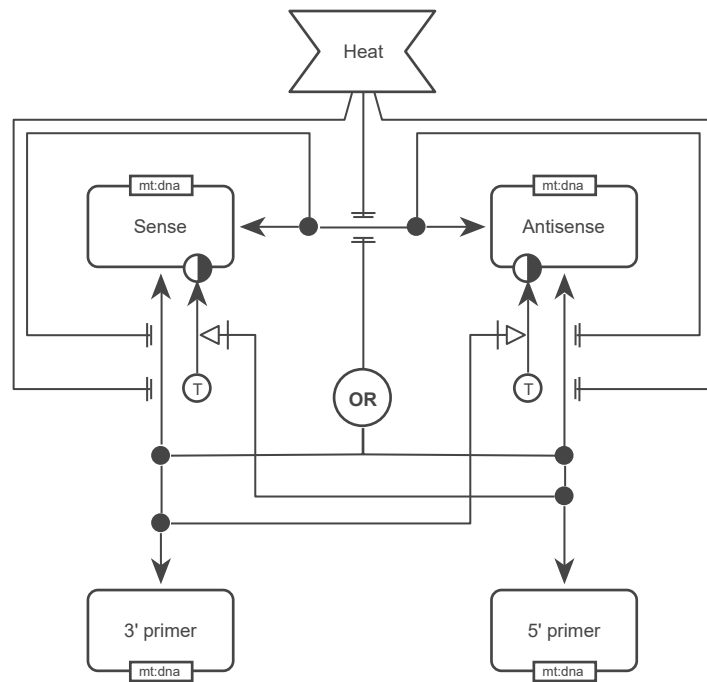 Heat
mt:dna
mt:dna
Sense
Antisense
T
T
OR
3' primer
5' primer
mt:dna
mt:dna